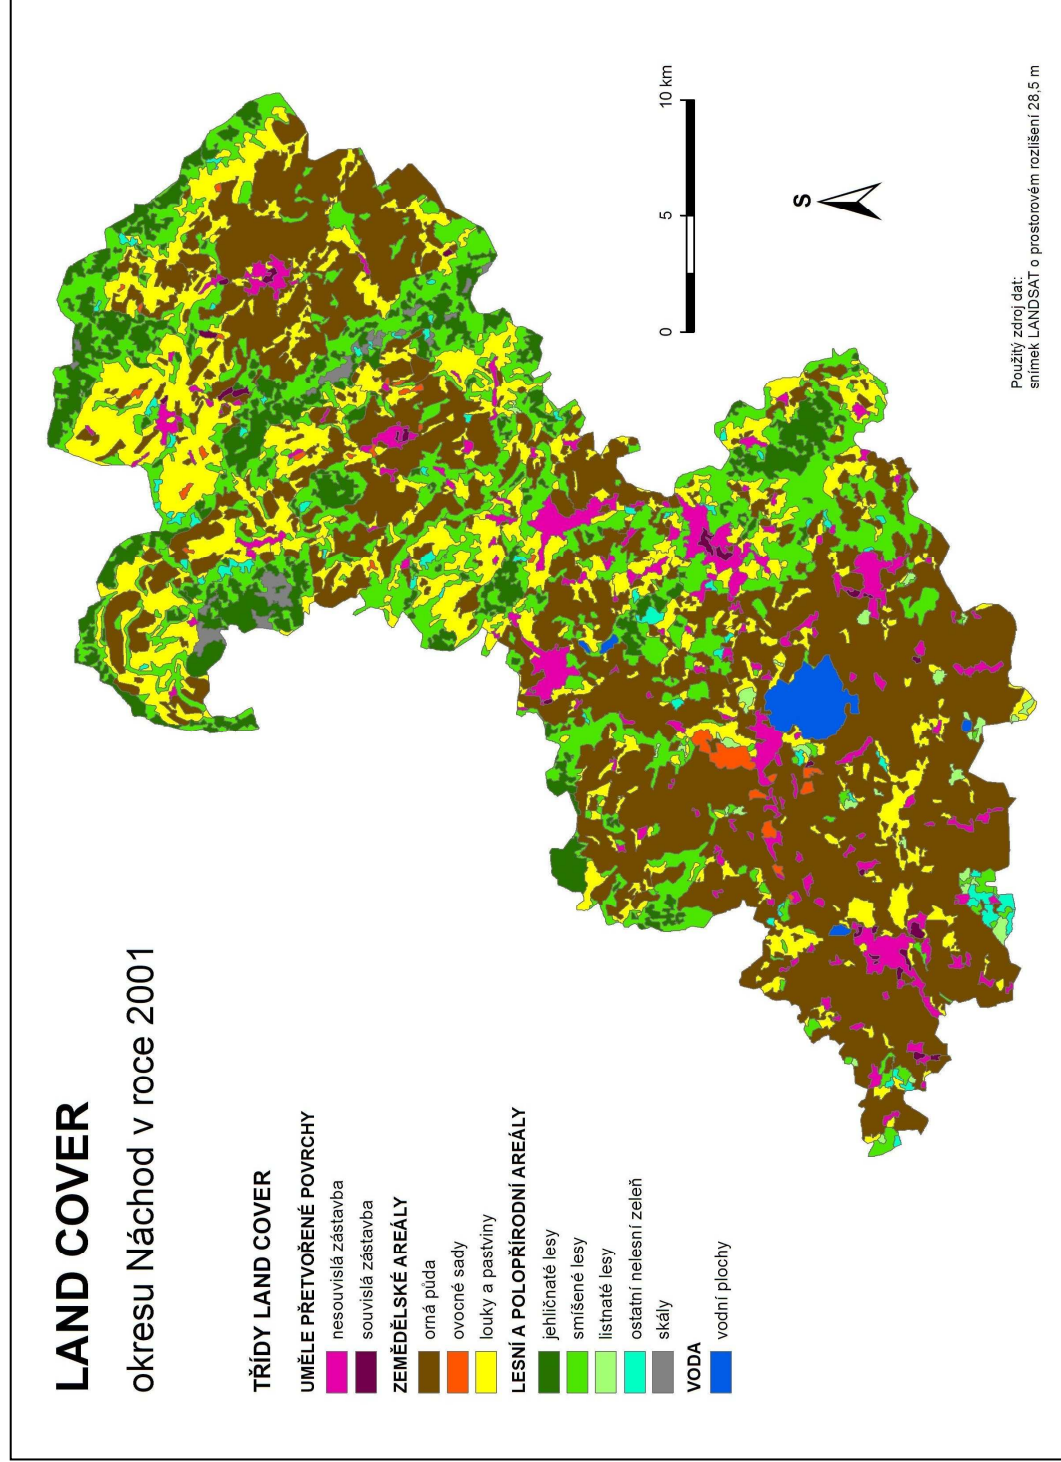 LAND COVER
okresu Náchod v roce 2001
TŘÍDY LAND COVER
UMĚLE PŘETVOŘENÉ POVRCHY
nesouvislá zástavba
souvislá zástavba
ZEMĚDĚLSKÉ AREÁLY
orná půda
ovocné sady
louky a pastviny
LESNÍ A POLOPŘÍRODNÍ AREÁLY
jehličnaté lesy
smíšené lesy
listnaté lesy
ostatní nelesní zeleň
skály
VODA
vodní plochy
0 5 10 km
S
Použitý zdroj dat:
snímek LANDSAT o prostorovém rozlišení 28,5 m